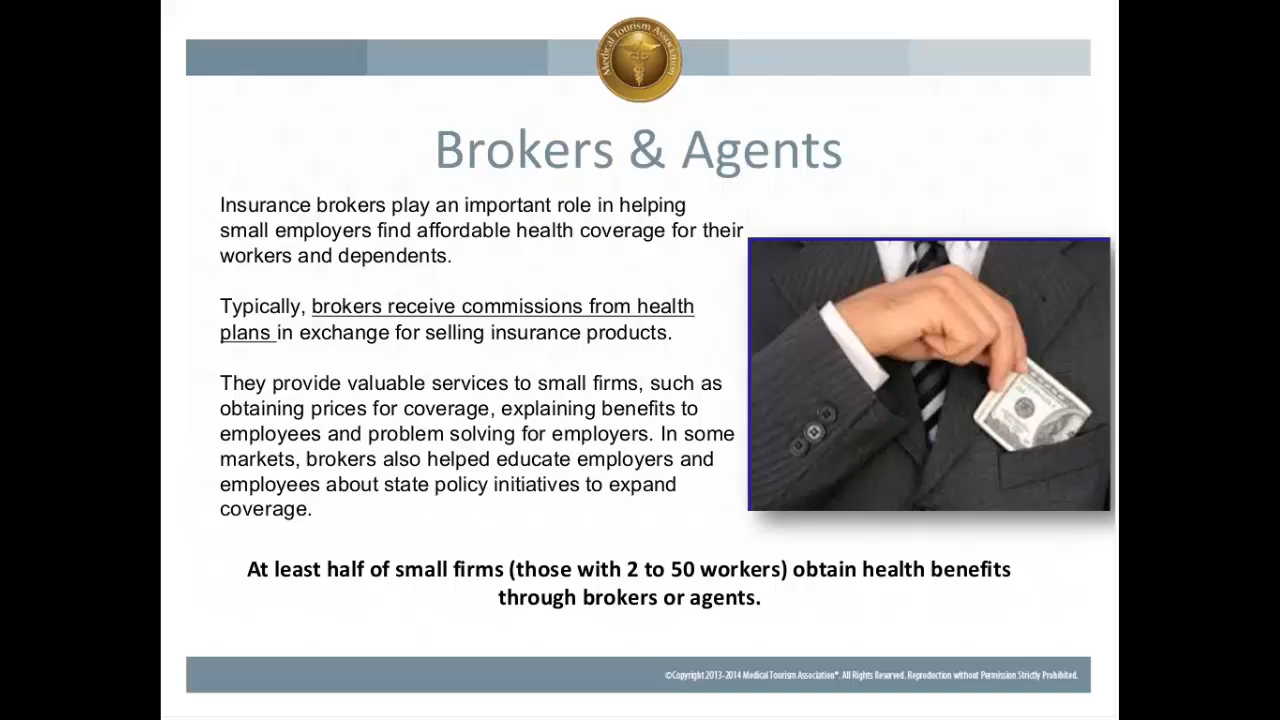 Medical Tourism Association
Brokers & Agents
Insurance brokers play an important role in helping
small employers find affordable health coverage for their
workers and dependents.
Typically, brokers receive commissions from health
plans in exchange for selling insurance products.
They provide valuable services to small firms, such as
obtaining prices for coverage, explaining benefits to
employees and problem solving for employers. In some
markets, brokers also helped educate employers and
employees about state policy initiatives to expand
coverage.
At least half of small firms (those with 2 to 50 workers) obtain health benefits
through brokers or agents.
©Copyright 2013-2014 Medical Tourism Association®. All Rights Reserved. Reproduction without Permission Strictly Prohibited.